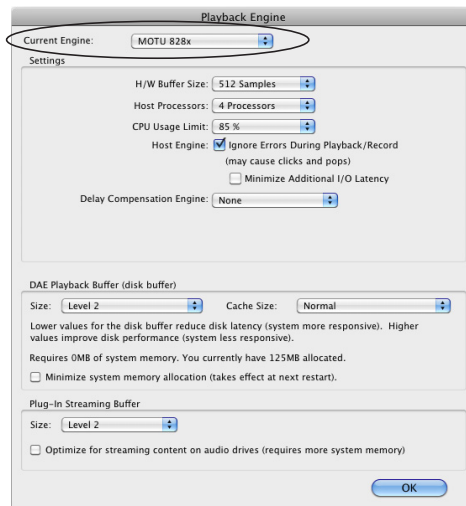 Playback Engine
Current Engine: MOTU 828x
Settings
H/W Buffer Size: 512 Samples
Host Processors: 4 Processors
CPU Usage Limit: 85 %
Host Engine: Ignore Errors During Playback/Record
(may cause clicks and pops)
Minimize Additional I/O Latency
Delay Compensation Engine: None
DAE Playback Buffer (disk buffer)
Size: Level 2 Cache Size: Normal
Lower values for the disk buffer reduce disk latency (system more responsive). Higher
values improve disk performance (system less responsive).
Requires 0MB of system memory. You currently have 125MB allocated.
Minimize system memory allocation (takes effect at next restart).
Plug-In Streaming Buffer
Size: Level 2
Optimize for streaming content on audio drives (requires more system memory)
OK